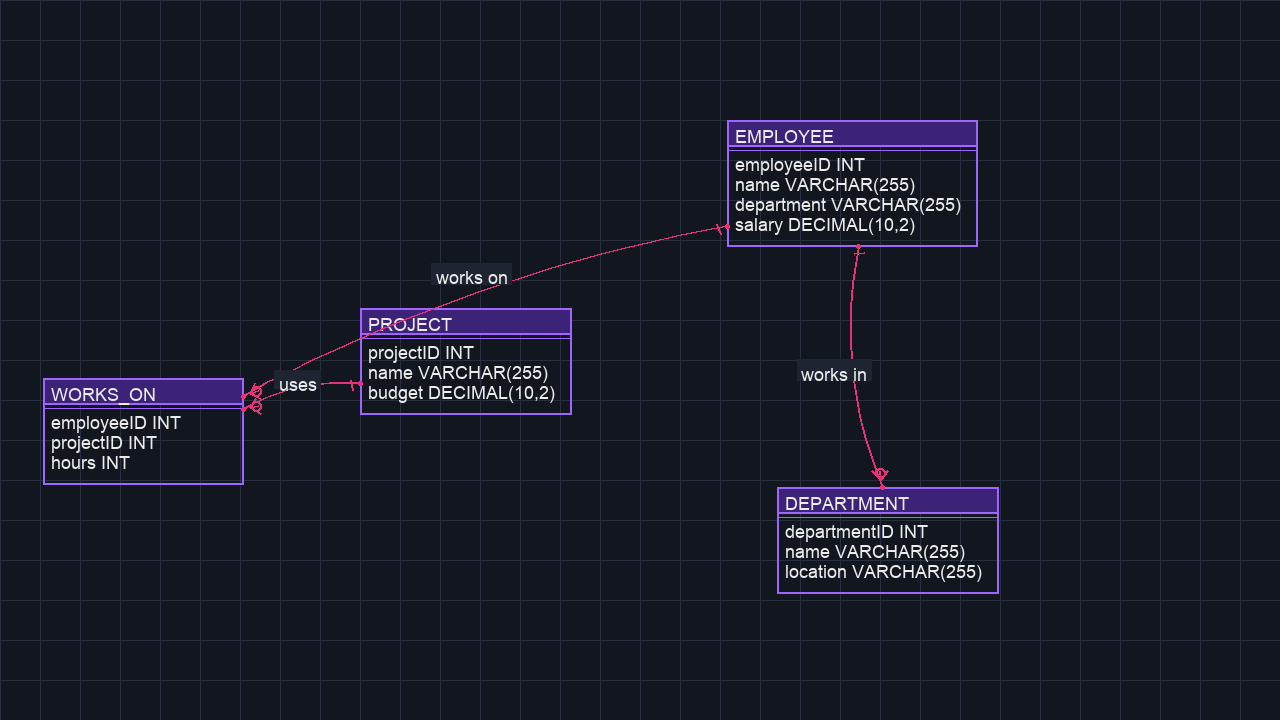 EMPLOYEE
employeeID INT
name VARCHAR(255)
department VARCHAR(255)
salary DECIMAL(10,2)
works on
PROJECT
projectID INT
name VARCHAR(255)
budget DECIMAL(10,2)
uses
WORKS_ON
employeeID INT
projectID INT
hours INT
works in
DEPARTMENT
departmentID INT
name VARCHAR(255)
location VARCHAR(255)